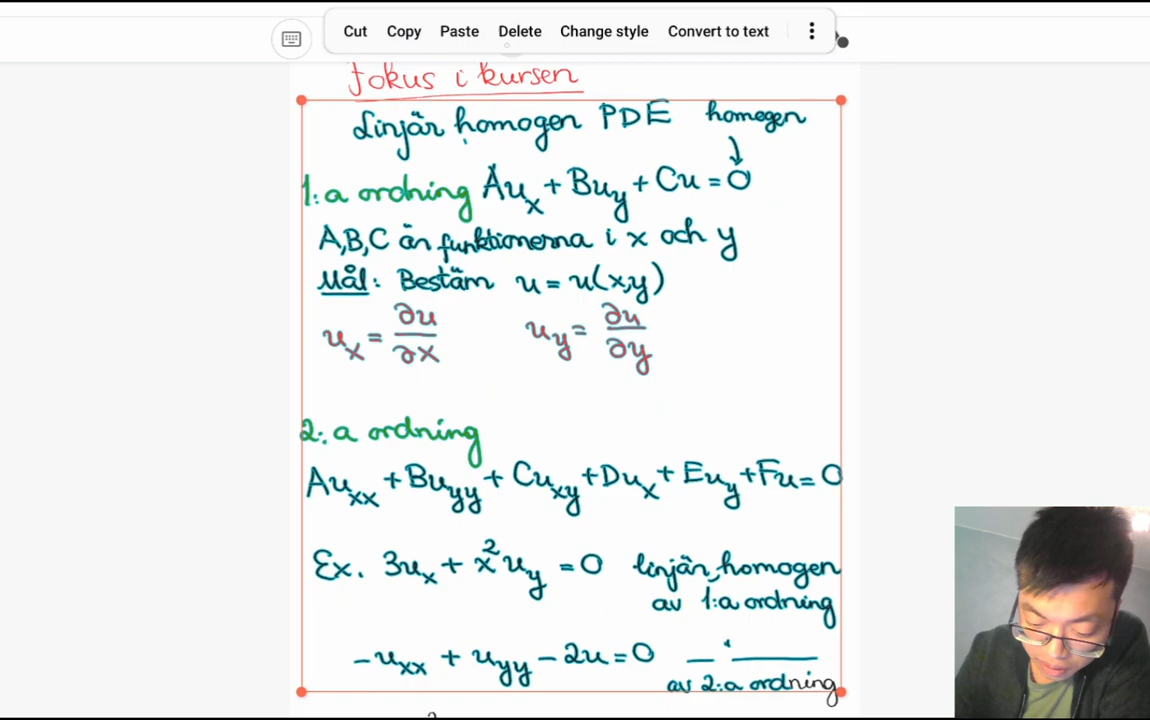 Cut Copy Paste Delete Change style Convert to text
fokus i kursen
Linjär homogen PDE homogen
↓
1:a ordning Au_x + Bu_y + Cu = 0
A,B,C är funktionerna i x och y
Mål: Bestäm u = u(x,y)
u_x = ∂u/∂x u_y = ∂u/∂y
2:a ordning
Au_xx + Bu_yy + Cu_xy + Du_x + Eu_y + Fu = 0
Ex. 3u_x + x²u_y = 0 linjär, homogen
av 1:a ordning
-u_xx + u_yy - 2u = 0 — " —
av 2:a ordning